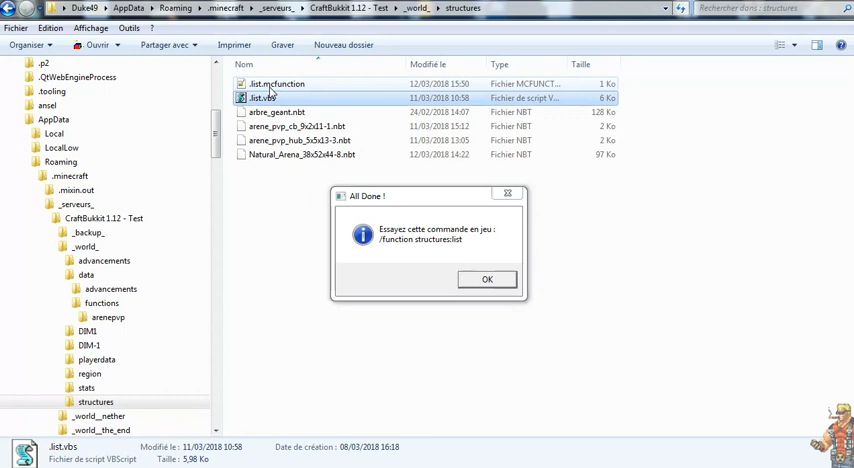 Duke49 ▸ AppData ▸ Roaming ▸ .minecraft ▸ _serveurs_ ▸ CraftBukkit 1.12 - Test ▸ _world_ ▸ structures
Rechercher dans : structures
Fichier Edition Affichage Outils ?
Organiser Ouvrir Partager avec Imprimer Graver Nouveau dossier
Nom Modifié le Type Taille
.p2
.QtWebEngineProcess
.tooling
ansel
AppData
Local
LocalLow
Roaming
.minecraft
.mixin.out
_serveurs_
CraftBukkit 1.12 - Test
_backup_
_world_
advancements
data
advancements
functions
arenepvp
DIM1
DIM-1
playerdata
region
stats
structures
_world_nether
_world_the_end
.list.mcfunction 12/03/2018 15:50 Fichier MCFUNCT... 1 Ko
.list.vbs 11/03/2018 10:58 Fichier de script V... 6 Ko
arbre_geant.nbt 24/02/2018 14:07 Fichier NBT 128 Ko
arene_pvp_cb_9x2x11-1.nbt 11/03/2018 15:12 Fichier NBT 2 Ko
arene_pvp_hub_5x5x13-3.nbt 11/03/2018 13:05 Fichier NBT 2 Ko
Natural_Arena_38x52x44-8.nbt 12/03/2018 14:22 Fichier NBT 97 Ko
All Done !
Essayez cette commande en jeu :
/function structures:list
OK
.list.vbs Modifié le : 11/03/2018 10:58 Date de création : 08/03/2018 16:18
Fichier de script VBScript Taille : 5,98 Ko